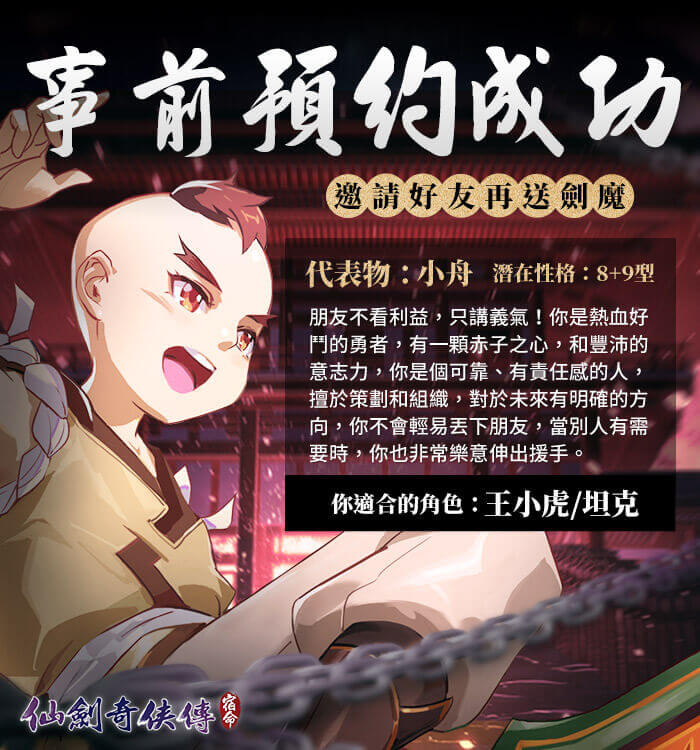 事前預約成功
邀請好友再送劍魔
代表物：小舟 潛在性格：8+9型
朋友不看利益，只講義氣！你是熱血好
鬥的勇者，有一顆赤子之心，和豐沛的
意志力，你是個可靠、有責任感的人，
擅於策劃和組織，對於未來有明確的方
向，你不會輕易丟下朋友，當別人有需
要時，你也非常樂意伸出援手。
你適合的角色：王小虎/坦克
仙劍奇俠傳 宿命